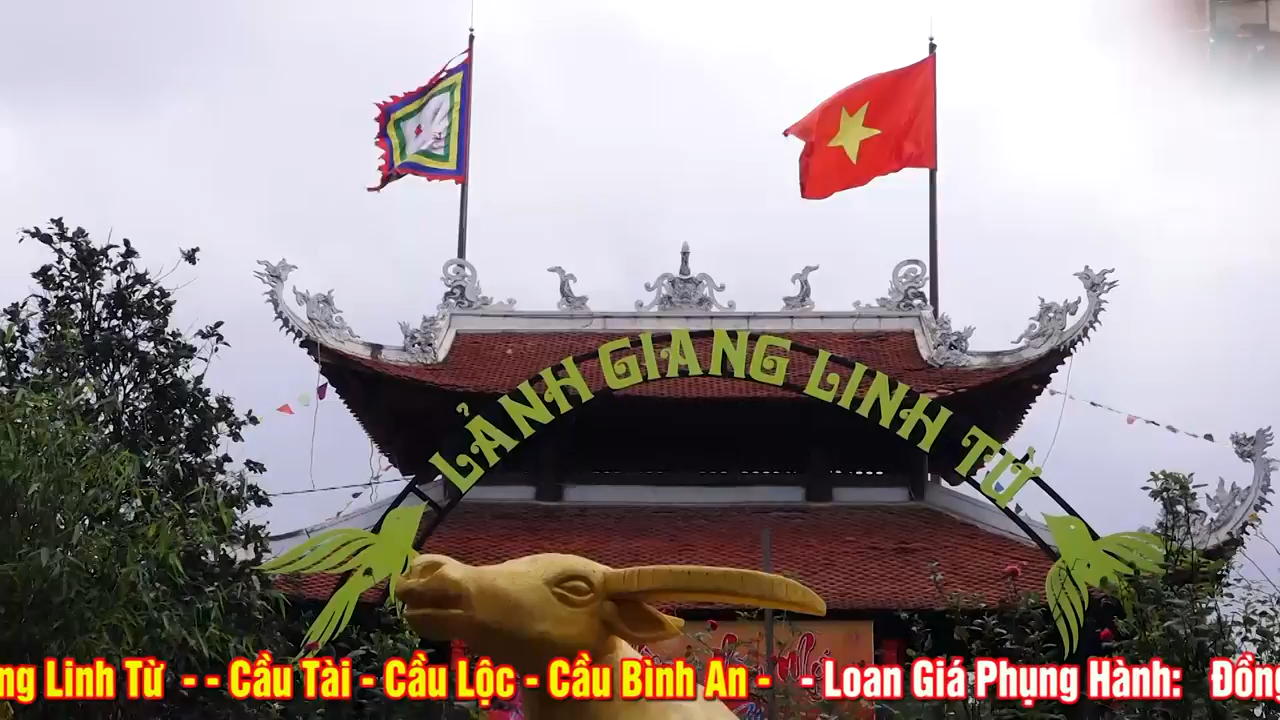 LẢNH GIANG LINH TỪ
ng Linh Từ - - Cầu Tài - Cầu Lộc - Cầu Bình An - - Loan Giá Phụng Hành: Đồng